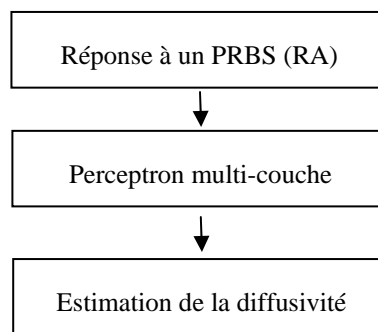 Réponse à un PRBS (RA)
Perceptron multi-couche
Estimation de la diffusivité